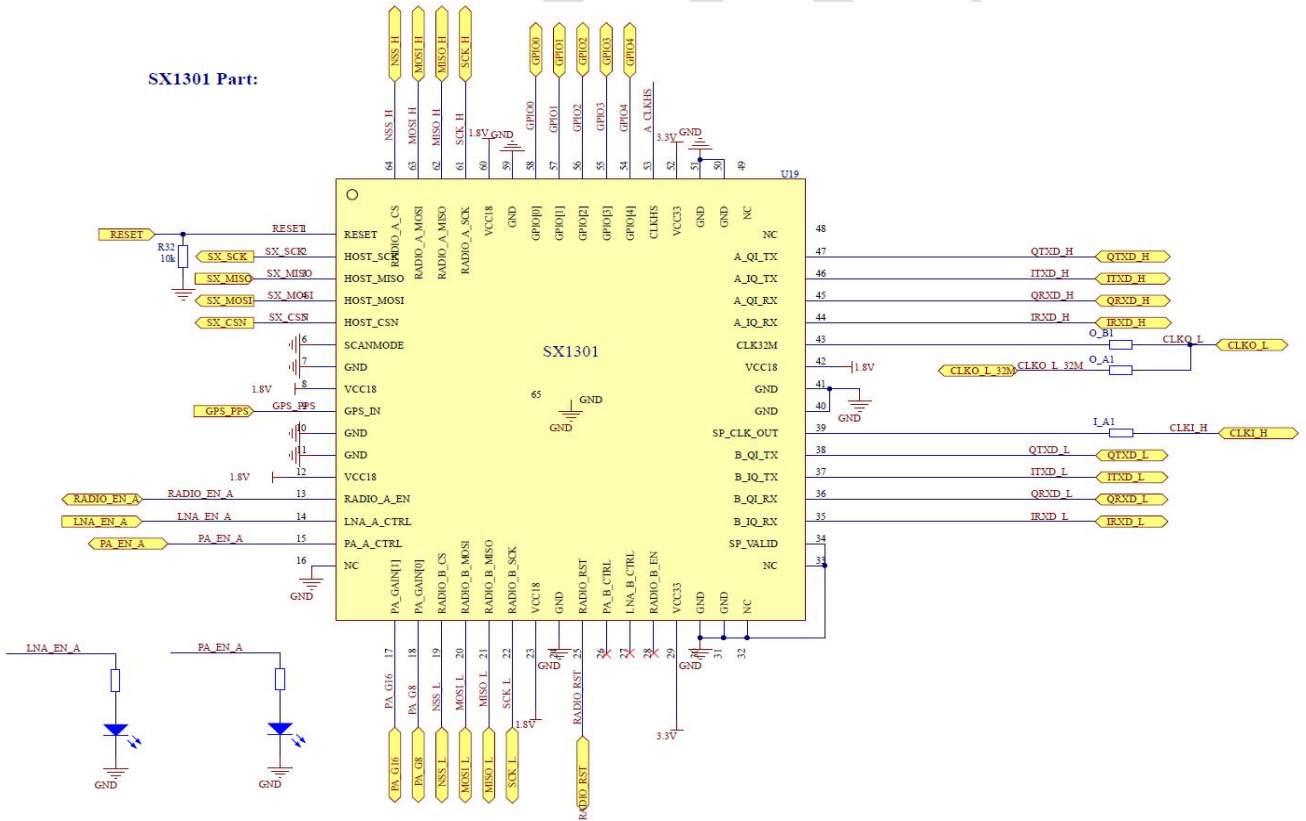 SX1301 Part:
NSS_H
MOSI_H
MISO_H
SCK_H
GPIO0
GPIO1
GPIO2
GPIO3
GPIO4
NSS_H
MOSI_H
MISO_H
SCK_H
1.8V
GND
GPIO0
GPIO1
GPIO2
GPIO3
GPIO4
A_CLKHS
3.3V
GND
64
63
62
61
60
59
58
57
56
55
54
53
52
51
50
49
U19
RADIO_A_CS
RADIO_A_MOSI
RADIO_A_MISO
RADIO_A_SCK
VCC18
GND
GPIO[0]
GPIO[1]
GPIO[2]
GPIO[3]
GPIO[4]
CLKHS
VCC33
GND
GND
NC
RESET
RESET
1
RESET
R32
10k
SX_SCK
SX_SCK
2
HOST_SCK
SX_MISO
SX_MISO
3
HOST_MISO
SX_MOSI
SX_MOSI
4
HOST_MOSI
SX_CSN
SX_CSN
5
HOST_CSN
6
SCANMODE
7
GND
1.8V
8
VCC18
GPS_PPS
GPS_PPS
9
GPS_IN
10
GND
11
GND
1.8V
12
VCC18
RADIO_EN_A
RADIO_EN_A
13
RADIO_A_EN
LNA_EN_A
LNA_EN_A
14
LNA_A_CTRL
PA_EN_A
PA_EN_A
15
PA_A_CTRL
16
NC
GND
SX1301
65
GND
GND
NC
48
A_QI_TX
47
QTXD_H
QTXD_H
A_IQ_TX
46
ITXD_H
ITXD_H
A_QI_RX
45
QRXD_H
QRXD_H
A_IQ_RX
44
IRXD_H
IRXD_H
CLK32M
43
O_B1
CLKO_L
CLKO_L
VCC18
42
1.8V
CLKO_L_32M
CLKO_L_32M
O_A1
GND
41
GND
40
GND
SP_CLK_OUT
39
I_A1
CLKI_H
CLKI_H
B_QI_TX
38
QTXD_L
QTXD_L
B_IQ_TX
37
ITXD_L
ITXD_L
B_QI_RX
36
QRXD_L
QRXD_L
B_IQ_RX
35
IRXD_L
IRXD_L
SP_VALID
34
NC
33
PA_GAIN[1]
PA_GAIN[0]
RADIO_B_CS
RADIO_B_MOSI
RADIO_B_MISO
RADIO_B_SCK
VCC18
GND
RADIO_RST
PA_B_CTRL
LNA_B_CTRL
RADIO_B_EN
VCC33
GND
GND
NC
17
18
19
20
21
22
23
24
25
26
27
28
29
30
31
32
GND
GND
PA_G16
PA_G8
NSS_L
MOSI_L
MISO_L
SCK_L
1.8V
RADIO_RST
3.3V
PA_G16
PA_G8
NSS_L
MOSI_L
MISO_L
SCK_L
RADIO_RST
LNA_EN_A
PA_EN_A
GND
GND